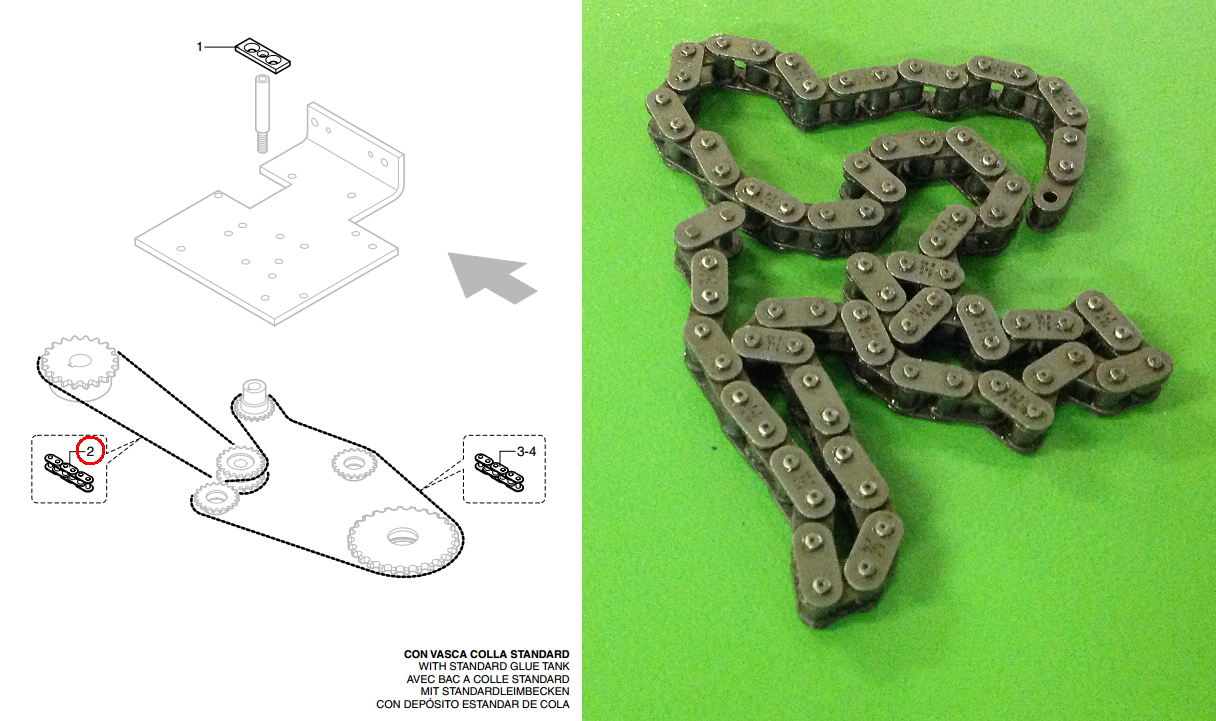 1
2
3-4
CON VASCA COLLA STANDARD
WITH STANDARD GLUE TANK
AVEC BAC A COLLE STANDARD
MIT STANDARDLEIMBECKEN
CON DEPÓSITO ESTANDAR DE COLA